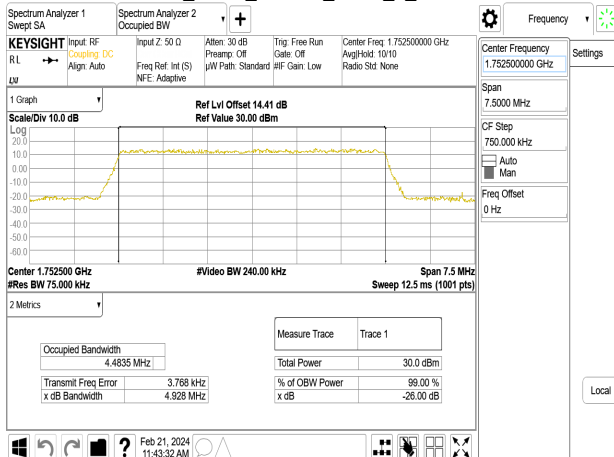 Spectrum Analyzer 1
Swept SA
Spectrum Analyzer 2
Occupied BW
+
Frequency
KEYSIGHT
RL
Input: RF
Coupling: DC
Align: Auto
Input Z: 50 Ω
Freq Ref: Int (S)
NFE: Adaptive
Atten: 30 dB
Preamp: Off
µW Path: Standard
Trig: Free Run
Gate: Off
#IF Gain: Low
Center Freq: 1.752500000 GHz
Avg|Hold: 10/10
Radio Std: None
Center Frequency
1.752500000 GHz
Settings
Span
7.5000 MHz
CF Step
750.000 kHz
Auto
Man
Freq Offset
0 Hz
Local
1 Graph
Scale/Div 10.0 dB
Ref Lvl Offset 14.41 dB
Ref Value 30.00 dBm
Log
20.0
10.0
0.00
-10.0
-20.0
-30.0
-40.0
-50.0
-60.0
Center 1.752500 GHz
#Video BW 240.00 kHz
Span 7.5 MHz
#Res BW 75.000 kHz
Sweep 12.5 ms (1001 pts)
2 Metrics
Measure Trace Trace 1
Occupied Bandwidth
4.4835 MHz
Total Power 30.0 dBm
Transmit Freq Error 3.768 kHz
% of OBW Power 99.00 %
x dB Bandwidth 4.928 MHz
x dB -26.00 dB
?
Feb 21, 2024
11:43:32 AM